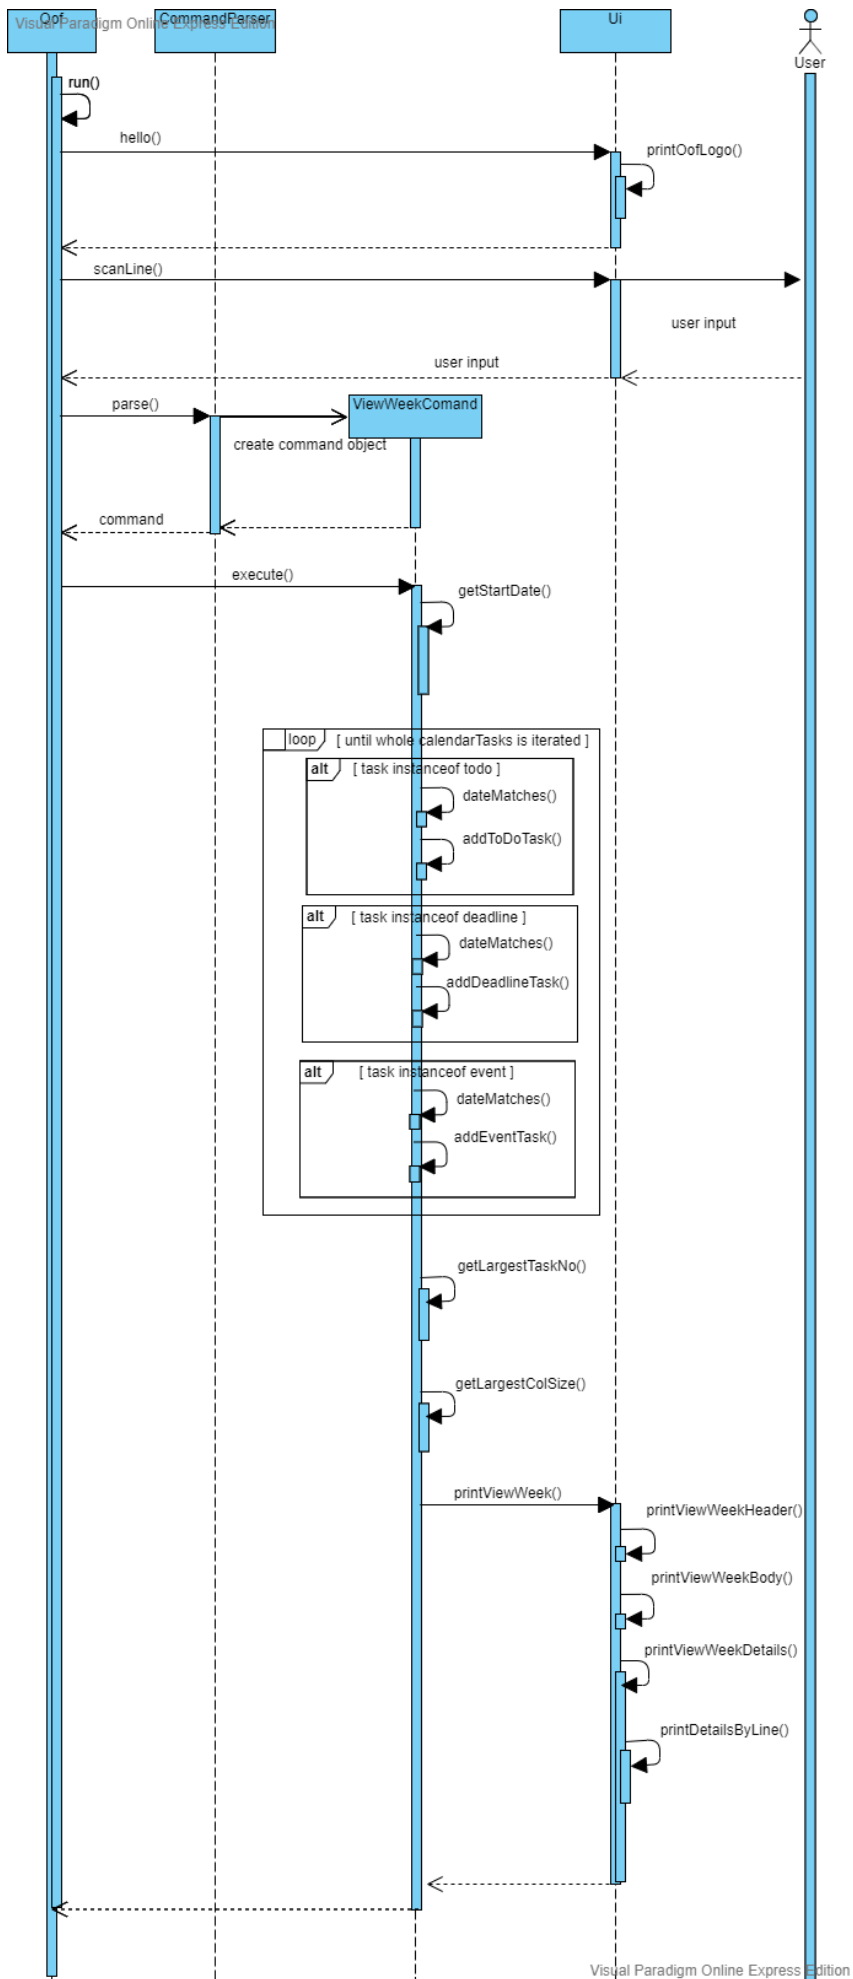 Oof
CommandParser
Ui
Visual Paradigm Online Express Edition
User
run()
hello()
printOofLogo()
scanLine()
user input
user input
parse()
ViewWeekComand
create command object
command
execute()
getStartDate()
loop
[ until whole calendarTasks is iterated ]
alt
[ task instanceof todo ]
dateMatches()
addToDoTask()
alt
[ task instanceof deadline ]
dateMatches()
addDeadlineTask()
alt
[ task instanceof event ]
dateMatches()
addEventTask()
getLargestTaskNo()
getLargestColSize()
printViewWeek()
printViewWeekHeader()
printViewWeekBody()
printViewWeekDetails()
printDetailsByLine()
Visual Paradigm Online Express Edition